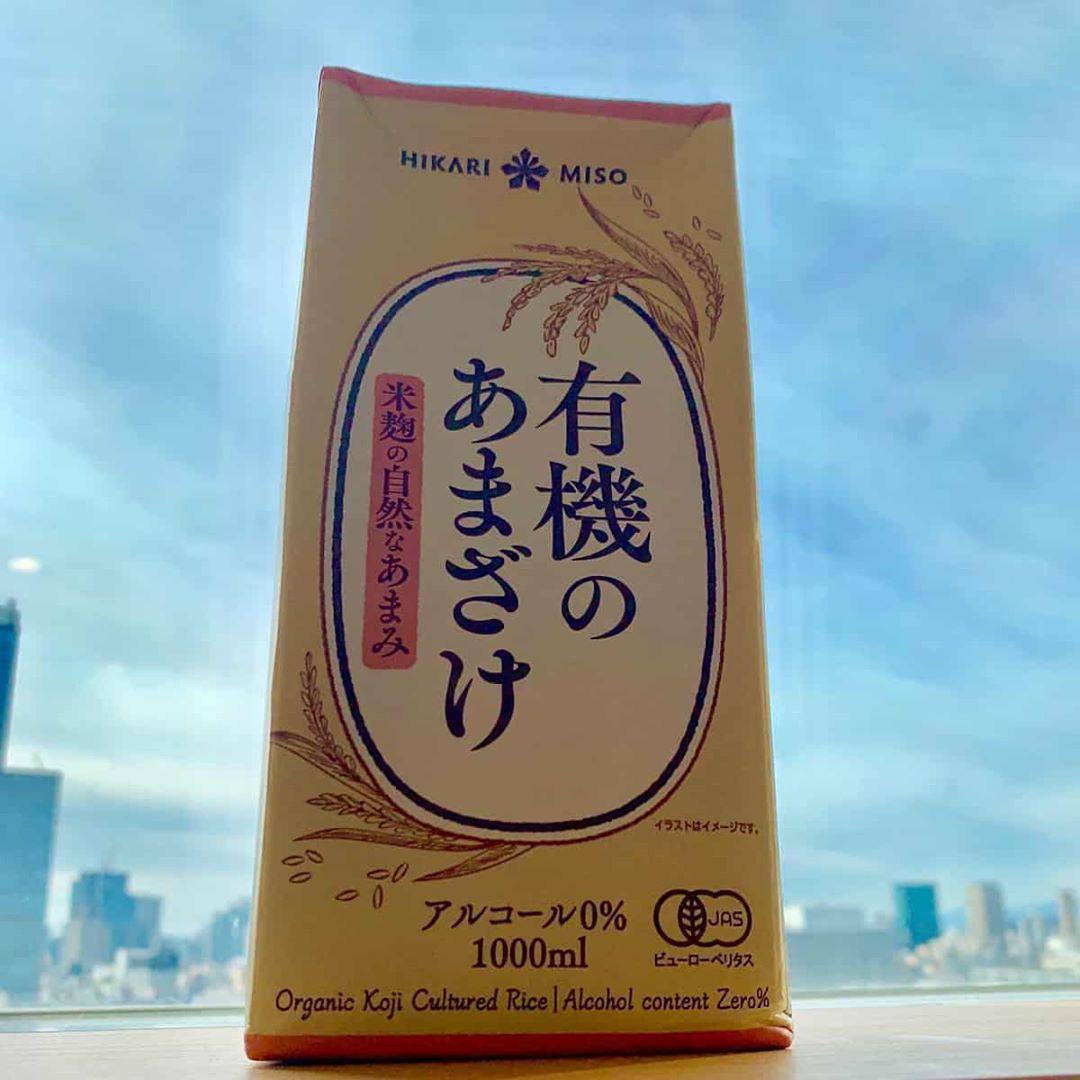 HIKARI MISO
有機の
あまざけ
米麹の自然なあまみ
イラストはイメージです。
アルコール0%
1000ml
JAS
ビューローベリタス
Organic Koji Cultured Rice | Alcohol content Zero%